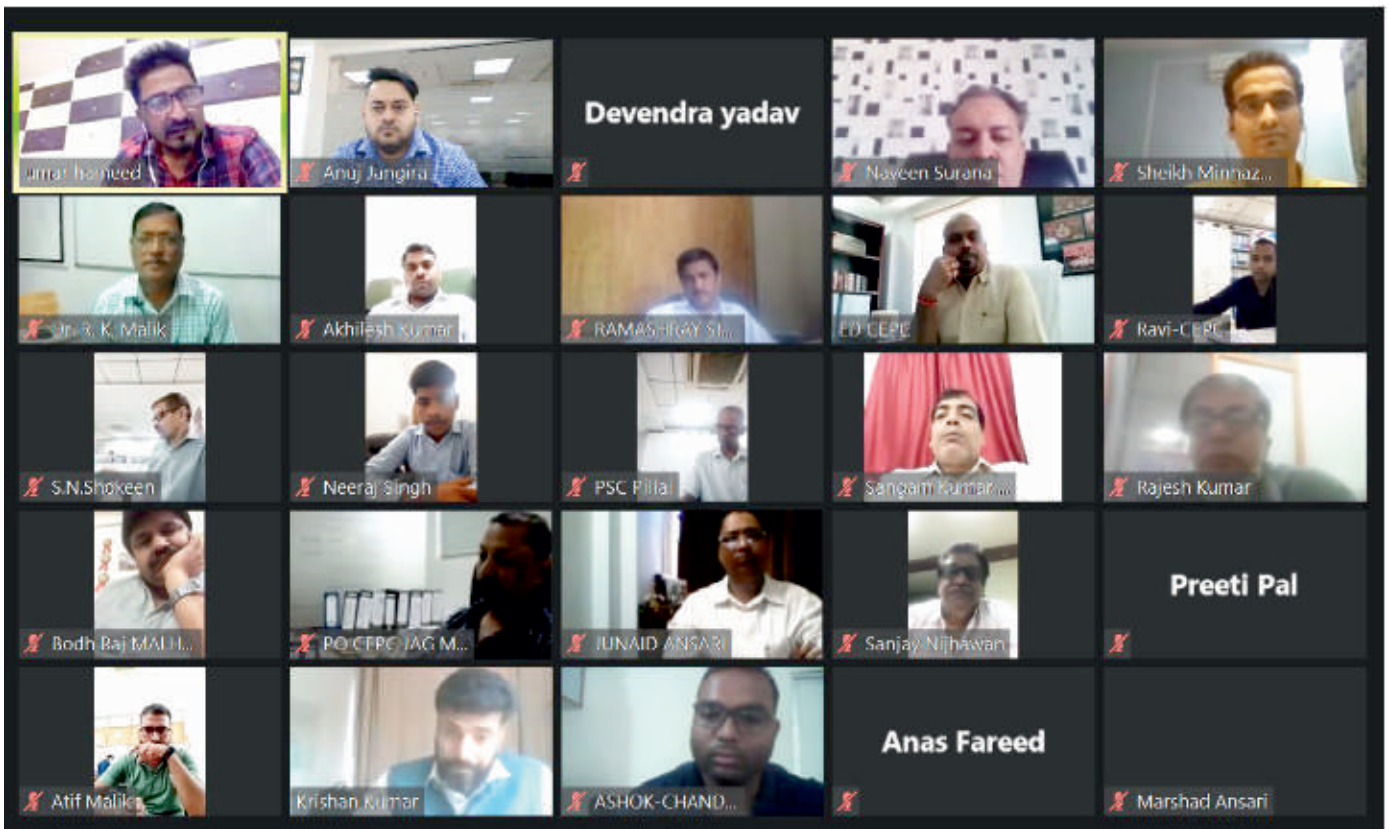 umar hameed
Anuj Jangira
Devendra yadav
Naveen Surana
Sheikh Minnaz...
Dr. R. K. Malik
Akhilesh Kumar
RAMASHRAY SI...
ED CEPC
Ravi-CEPC
S.N.Shokeen
Neeraj Singh
PSC Pillai
Sangam Kumar ...
Rajesh Kumar
Bodh Raj MALH...
PO CEPC JAG M...
JUNAID ANSARI
Sanjay Nijhawan
Preeti Pal
Atif Malik
Krishan Kumar
ASHOK-CHAND...
Anas Fareed
Marshad Ansari